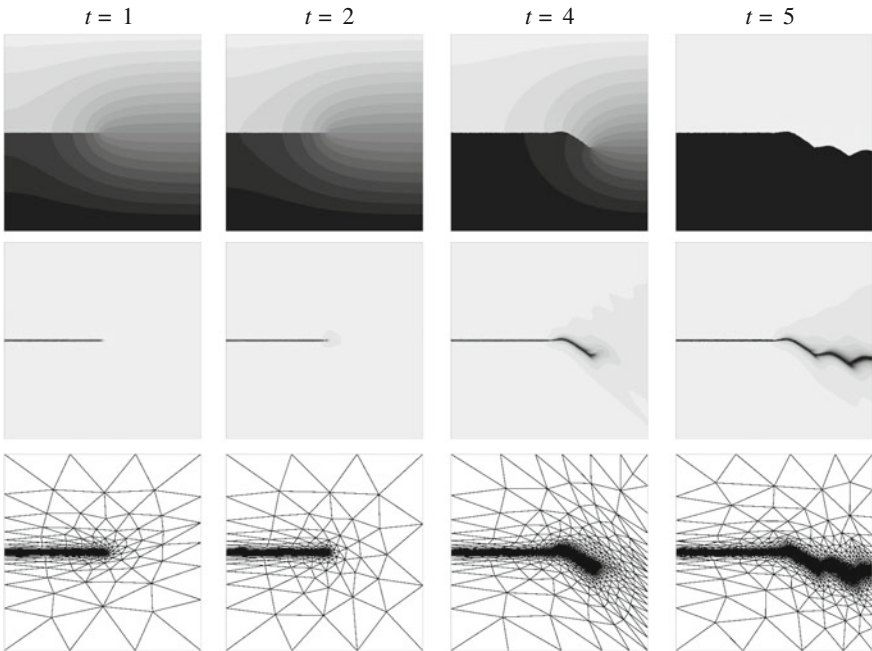 t = 1 t = 2 t = 4 t = 5